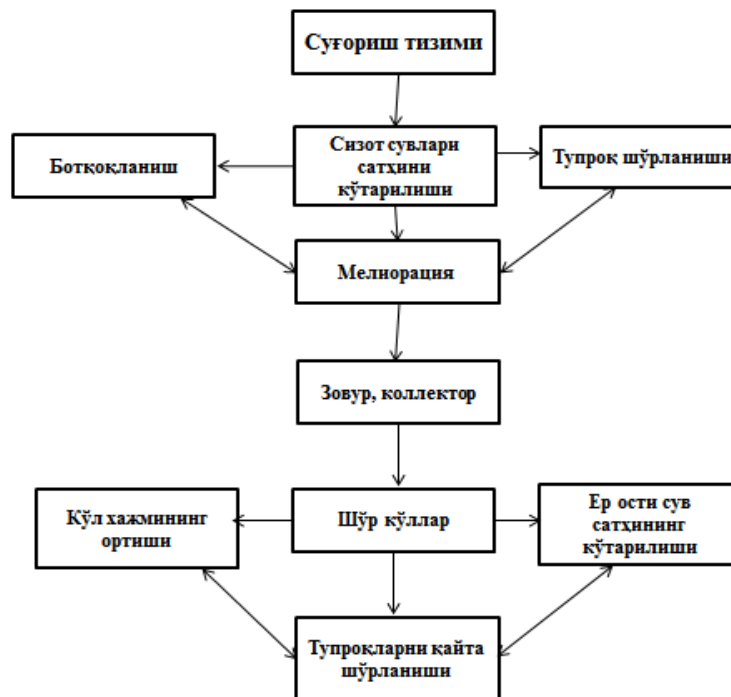 Суғориш тизими
Сизот сувлари
сатҳини
кўтарилиши
Ботқоқланиш
Тупроқ шўрланиши
Мелиорация
Зовур, коллектор
Кўл хажмининг
ортиши
Шўр кўллар
Ер ости сув
сатҳининг
кўтарилиши
Тупроқларни қайта
шўрланиши